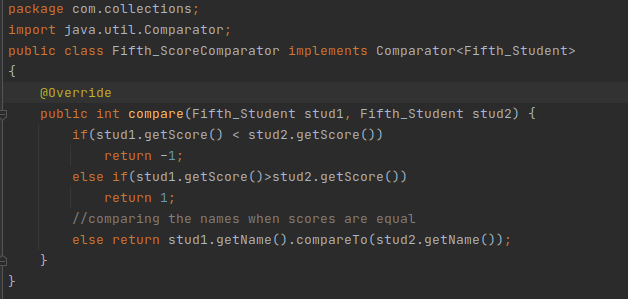 package com.collections;
import java.util.Comparator;
public class Fifth_ScoreComparator implements Comparator<Fifth_Student>
{
    @Override
    public int compare(Fifth_Student stud1, Fifth_Student stud2) {
        if(stud1.getScore() < stud2.getScore())
            return -1;
        else if(stud1.getScore()>stud2.getScore())
            return 1;
        //comparing the names when scores are equal
        else return stud1.getName().compareTo(stud2.getName());
    }
}